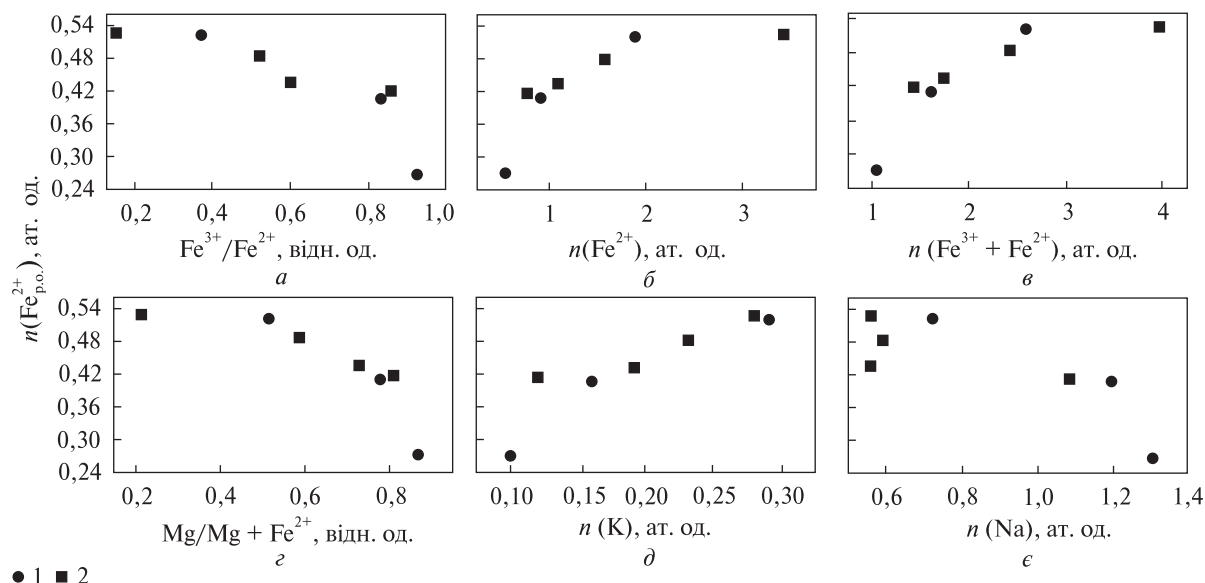 n(Fe²⁺р.о.), ат. од.
0,54
0,48
0,42
0,36
0,30
0,24
0,2 0,4 0,6 0,8 1,0
Fe³⁺/Fe²⁺, відн. од.
а
1 2 3
n(Fe²⁺), ат. од.
б
1 2 3 4
n (Fe³⁺ + Fe²⁺), ат. од.
в
0,54
0,48
0,42
0,36
0,30
0,24
0,2 0,4 0,6 0,8
Mg/Mg + Fe²⁺, відн. од.
г
0,10 0,15 0,20 0,25 0,30
n (K), ат. од.
д
0,6 0,8 1,0 1,2 1,4
n (Na), ат. од.
є
● 1 ■ 2